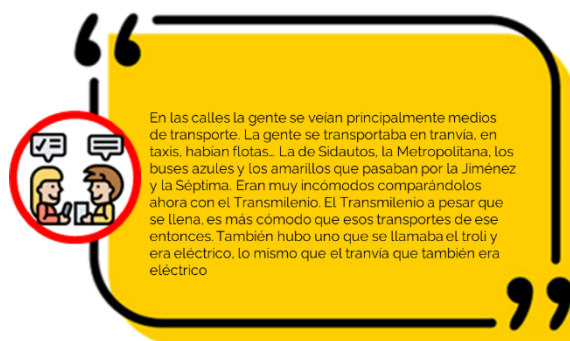 En las calles la gente se veían principalmente medios
de transporte. La gente se transportaba en tranvía, en
taxis, habían flotas... La de Sidautos, la Metropolitana, los
buses azules y los amarillos que pasaban por la Jiménez
y la Séptima. Eran muy incómodos comparándolos
ahora con el Transmilenio. El Transmilenio a pesar que
se llena, es más cómodo que esos transportes de ese
entonces. También hubo uno que se llamaba el troli y
era eléctrico, lo mismo que el tranvia que también era
eléctrico